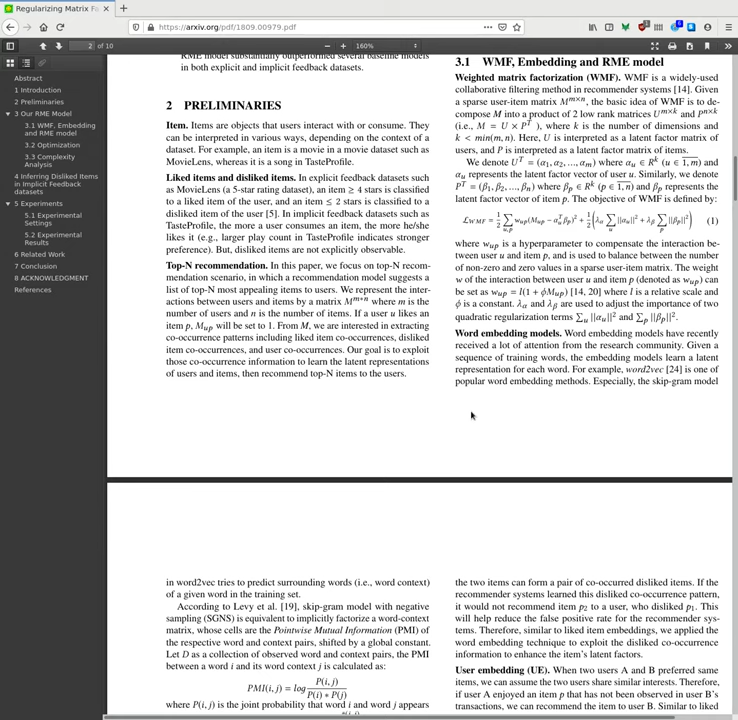 Regularizing Matrix Fa
https://arxiv.org/pdf/1809.00979.pdf
2 of 10
160%
Abstract
1 Introduction
2 Preliminaries
3 Our RME Model
3.1 WMF, Embedding
and RME model
3.2 Optimization
3.3 Complexity
Analysis
4 Inferring Disliked Items
in Implicit Feedback
datasets
5 Experiments
5.1 Experimental
Settings
5.2 Experimental
Results
6 Related Work
7 Conclusion
8 ACKNOWLEDGMENT
References
RME model substantially outperformed several baseline models
in both explicit and implicit feedback datasets.
2 PRELIMINARIES
Item. Items are objects that users interact with or consume. They
can be interpreted in various ways, depending on the context of a
dataset. For example, an item is a movie in a movie dataset such as
MovieLens, whereas it is a song in TasteProfile.
Liked items and disliked items. In explicit feedback datasets such
as MovieLens (a 5-star rating dataset), an item ≥ 4 stars is classified
to a liked item of the user, and an item ≤ 2 stars is classified to a
disliked item of the user [5]. In implicit feedback datasets such as
TasteProfile, the more a user consumes an item, the more he/she
likes it (e.g., larger play count in TasteProfile indicates stronger
preference). But, disliked items are not explicitly observable.
Top-N recommendation. In this paper, we focus on top-N recom-
mendation scenario, in which a recommendation model suggests a
list of top-N most appealing items to users. We represent the inter-
actions between users and items by a matrix M^{m*n} where m is the
number of users and n is the number of items. If a user u likes an
item p, M_{up} will be set to 1. From M, we are interested in extracting
co-occurrence patterns including liked item co-occurrences, disliked
item co-occurrences, and user co-occurrences. Our goal is to exploit
those co-occurrence information to learn the latent representations
of users and items, then recommend top-N items to the users.
3.1 WMF, Embedding and RME model
Weighted matrix factorization (WMF). WMF is a widely-used
collaborative filtering method in recommender systems [14]. Given
a sparse user-item matrix M^{m×n}, the basic idea of WMF is to de-
compose M into a product of 2 low rank matrices U^{m×k} and P^{n×k}
(i.e., M = U × P^T), where k is the number of dimensions and
k < min(m, n). Here, U is interpreted as a latent factor matrix of
users, and P is interpreted as a latent factor matrix of items.
We denote U^T = (α_1, α_2, ..., α_m) where α_u ∈ R^k (u ∈ \overline{1,m}) and
α_u represents the latent factor vector of user u. Similarly, we denote
P^T = (β_1, β_2, ..., β_n) where β_p ∈ R^k (p ∈ \overline{1,n}) and β_p represents the
latent factor vector of item p. The objective of WMF is defined by:
L_{WMF} = 1/2 ∑_{u,p} w_{up}(M_{up} − α_u^T β_p)^2 + 1/2 (λ_α ∑_u ||α_u||^2 + λ_β ∑_p ||β_p||^2) (1)
where w_{up} is a hyperparameter to compensate the interaction be-
tween user u and item p, and is used to balance between the number
of non-zero and zero values in a sparse user-item matrix. The weight
w of the interaction between user u and item p (denoted as w_{up}) can
be set as w_{up} = l(1 + ϕM_{up}) [14, 20] where l is a relative scale and
ϕ is a constant. λ_α and λ_β are used to adjust the importance of two
quadratic regularization terms ∑_u ||α_u||^2 and ∑_p ||β_p||^2.
Word embedding models. Word embedding models have recently
received a lot of attention from the research community. Given a
sequence of training words, the embedding models learn a latent
representation for each word. For example, word2vec [24] is one of
popular word embedding methods. Especially, the skip-gram model
in word2vec tries to predict surrounding words (i.e., word context)
of a given word in the training set.
According to Levy et al. [19], skip-gram model with negative
sampling (SGNS) is equivalent to implicitly factorize a word-context
matrix, whose cells are the Pointwise Mutual Information (PMI) of
the respective word and context pairs, shifted by a global constant.
Let D as a collection of observed word and context pairs, the PMI
between a word i and its word context j is calculated as:
PMI(i, j) = log P(i, j) / P(i) * P(j)
where P(i, j) is the joint probability that word i and word j appears
the two items can form a pair of co-occurred disliked items. If the
recommender systems learned this disliked co-occurrence pattern,
it would not recommend item p_2 to a user, who disliked p_1. This
will help reduce the false positive rate for the recommender sys-
tems. Therefore, similar to liked item embeddings, we applied the
word embedding technique to exploit the disliked co-occurrence
information to enhance the item's latent factors.
User embedding (UE). When two users A and B preferred same
items, we can assume the two users share similar interests. Therefore,
if user A enjoyed an item p that has not been observed in user B's
transactions, we can recommend the item to user B. Similar to liked